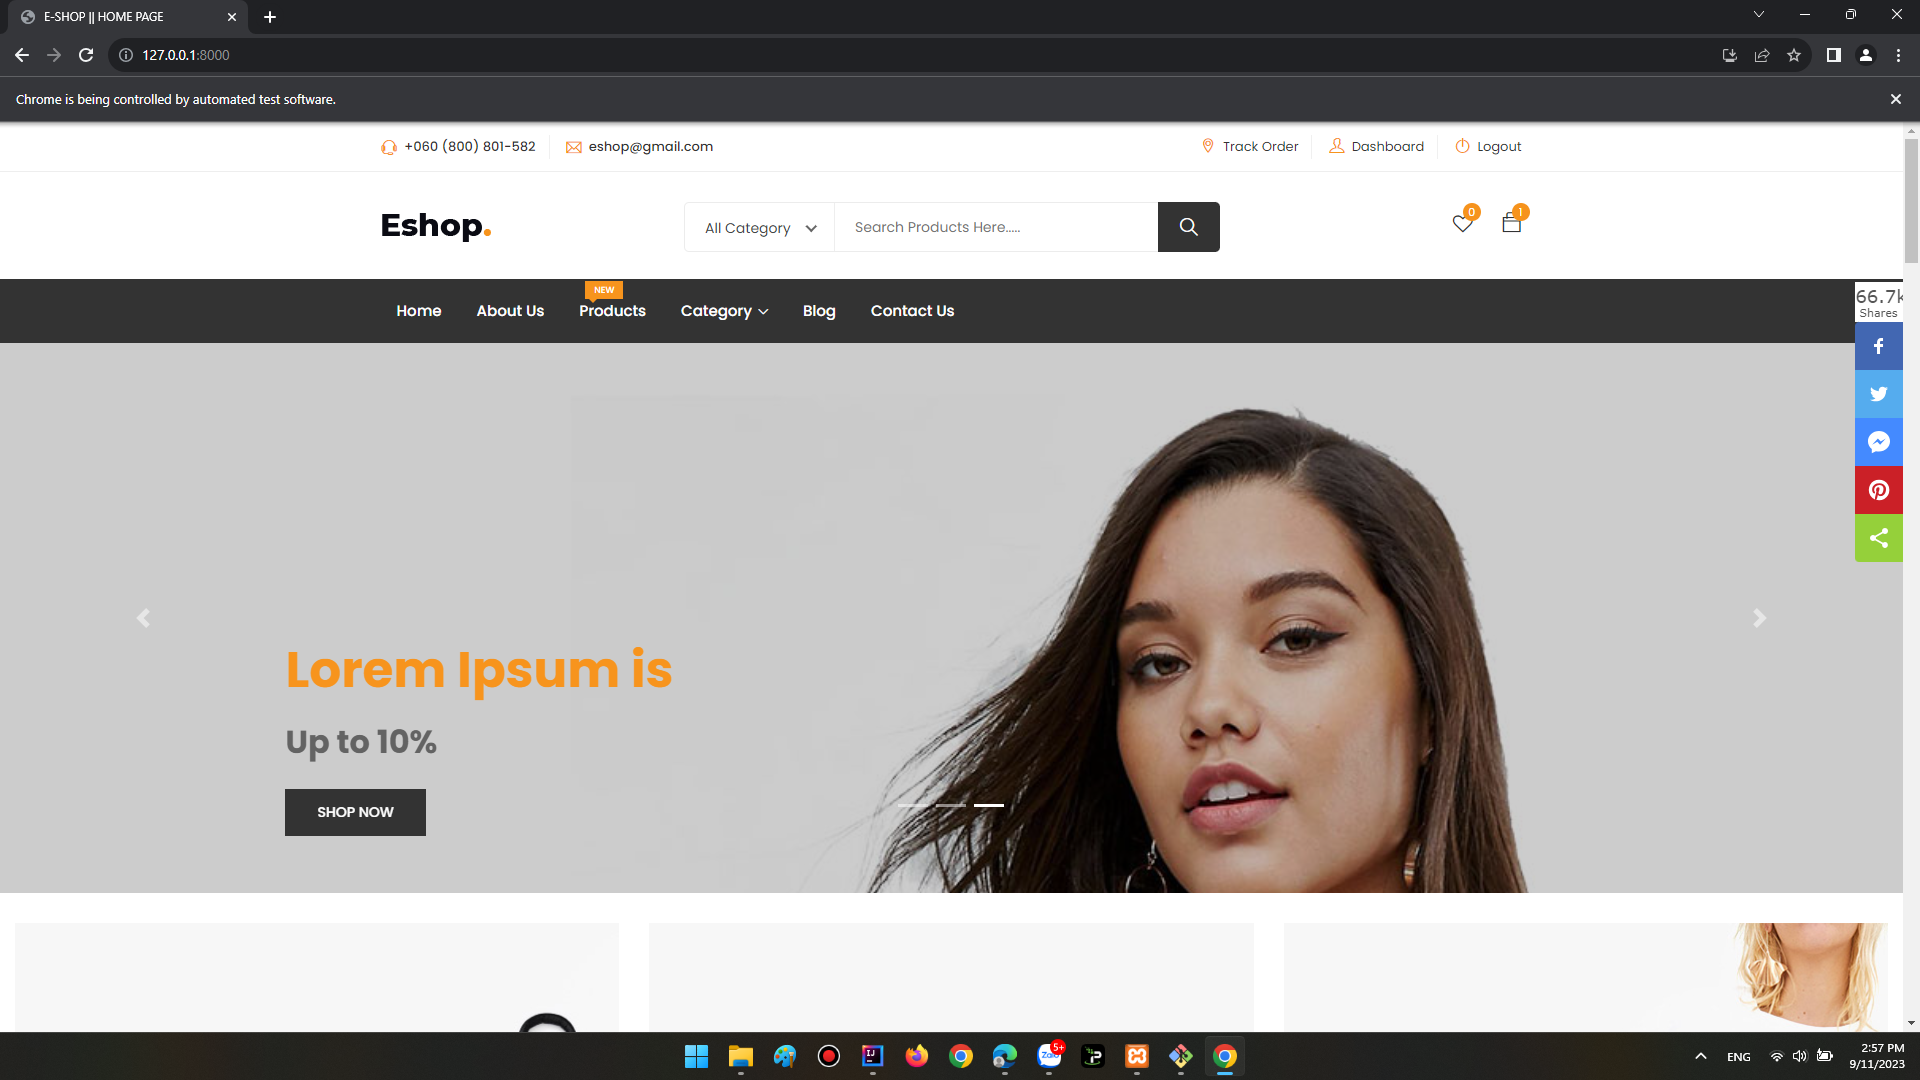 E-SHOP || HOME PAGE
127.0.0.1:8000
Chrome is being controlled by automated test software.
+060 (800) 801-582
eshop@gmail.com
Track Order
Dashboard
Logout
Eshop.
All Category
Search Products Here.....
0
1
NEW
Home
About Us
Products
Category
Blog
Contact Us
66.7k
Shares
Lorem Ipsum is
Up to 10%
SHOP NOW
IJ
Zalo
5+
ENG
2:57 PM
9/11/2023